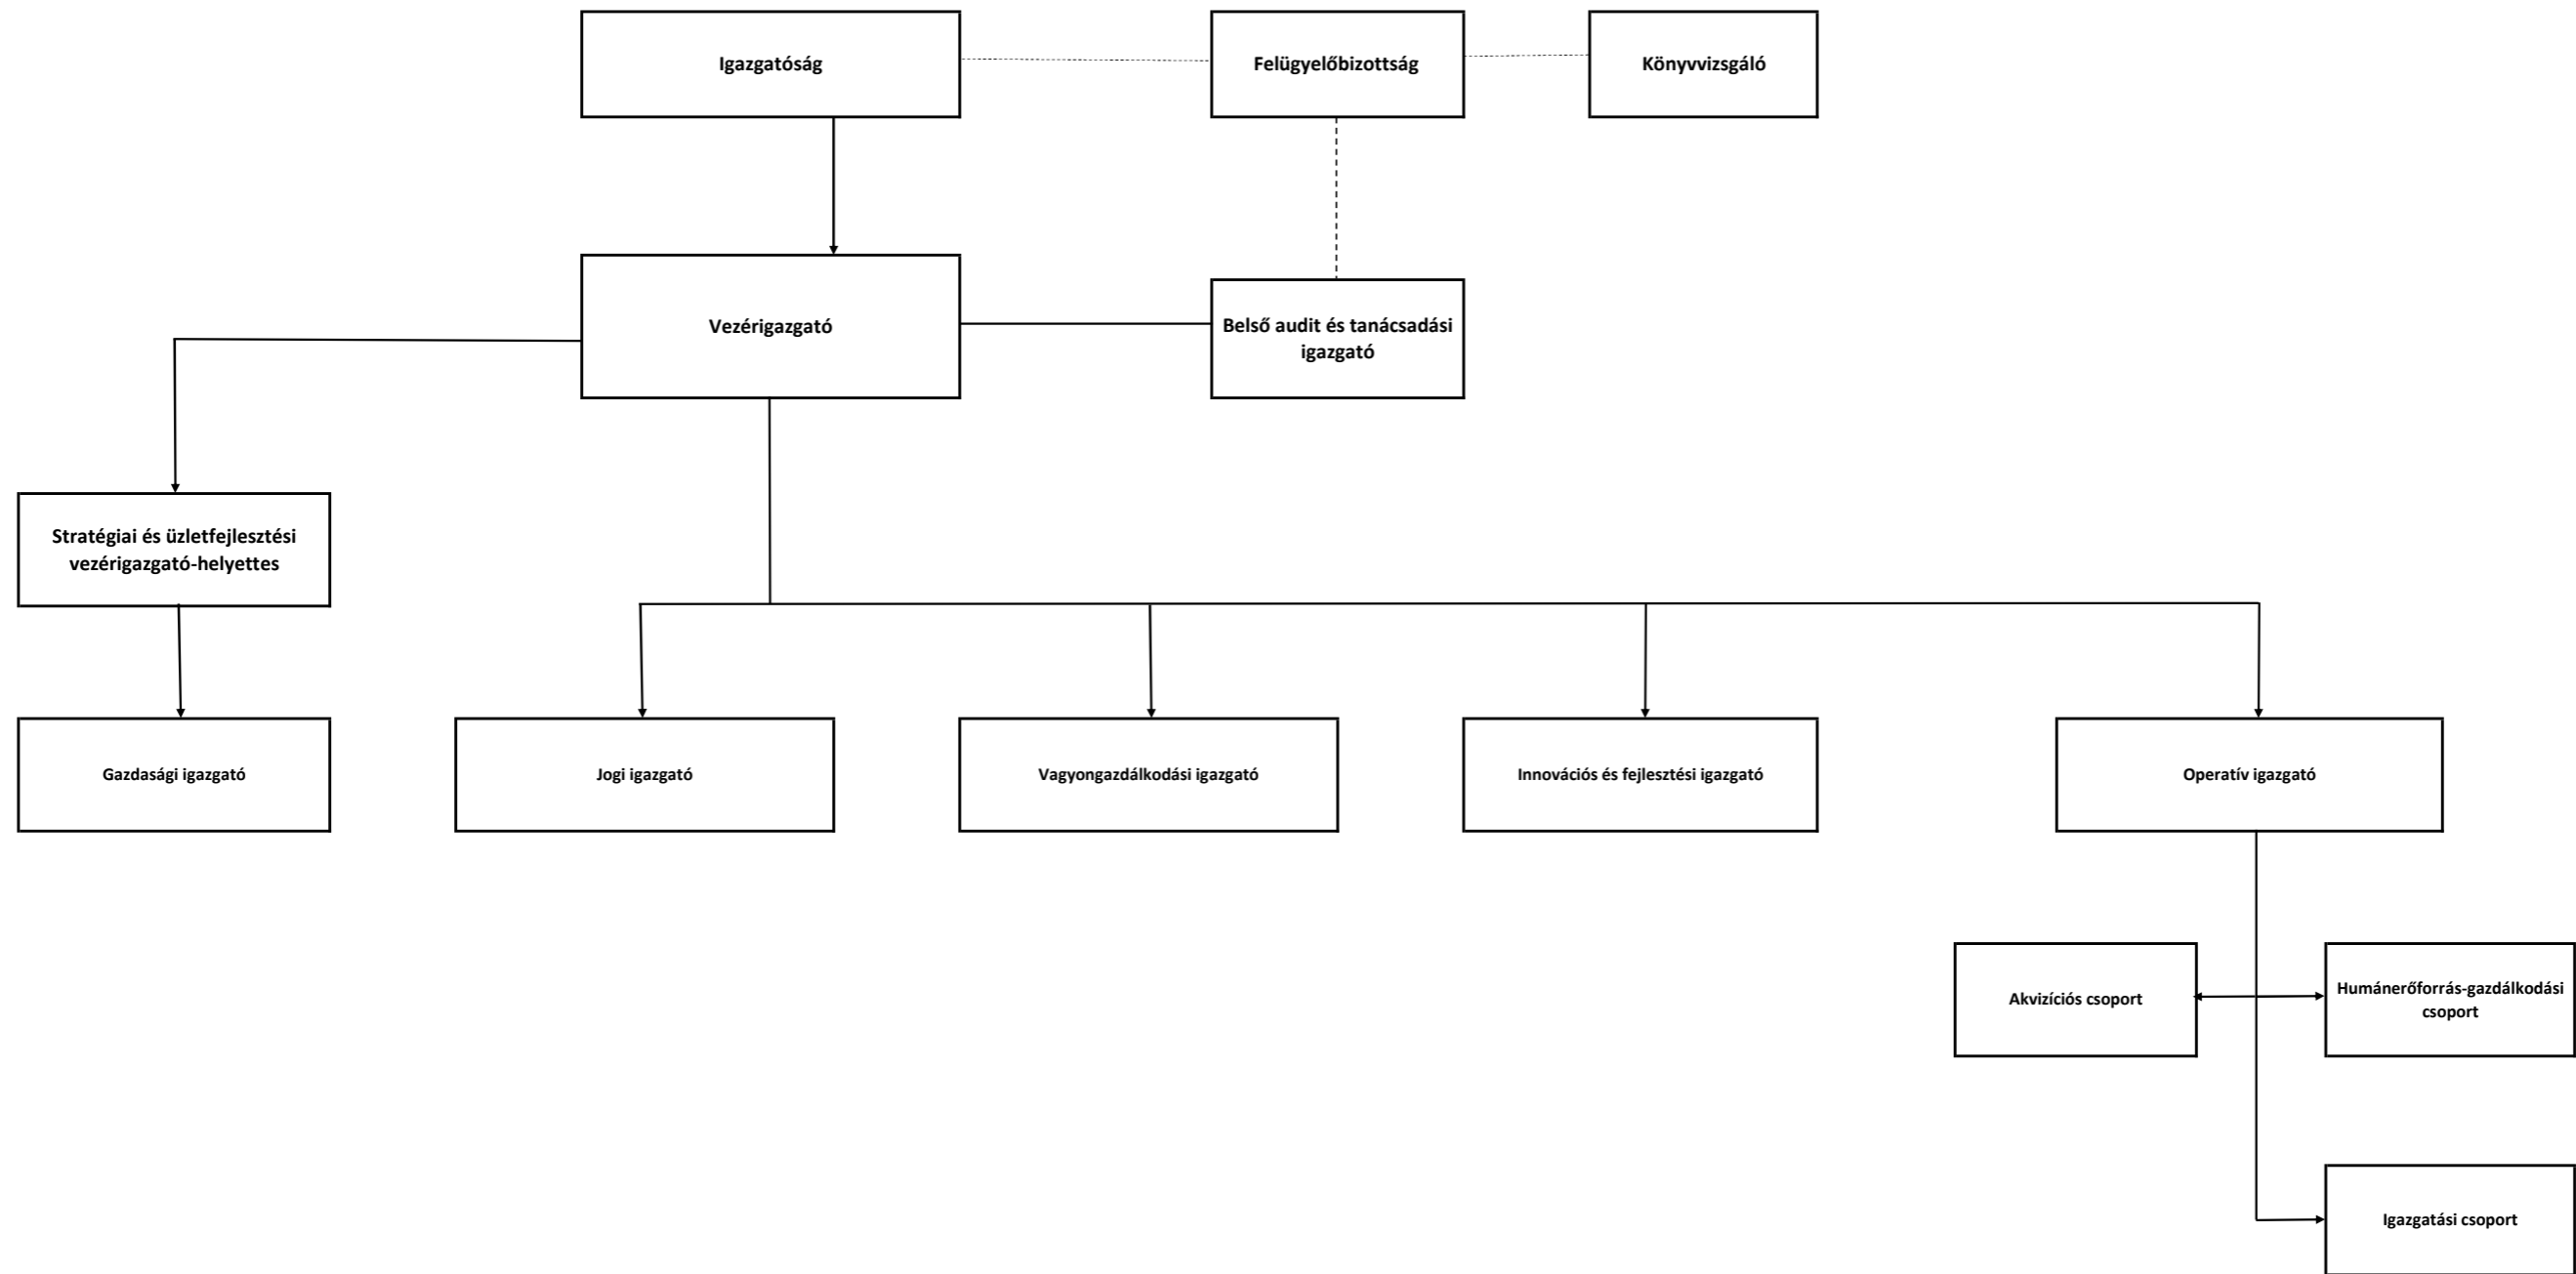 Igazgatóság
Felügyelőbizottság
Könyvvizsgáló
Vezérigazgató
Belső audit és tanácsadási
igazgató
Stratégiai és üzletfejlesztési
vezérigazgató-helyettes
Gazdasági igazgató
Jogi igazgató
Vagyongazdálkodási igazgató
Innovációs és fejlesztési igazgató
Operatív igazgató
Akvizíciós csoport
Humánerőforrás-gazdálkodási
csoport
Igazgatási csoport